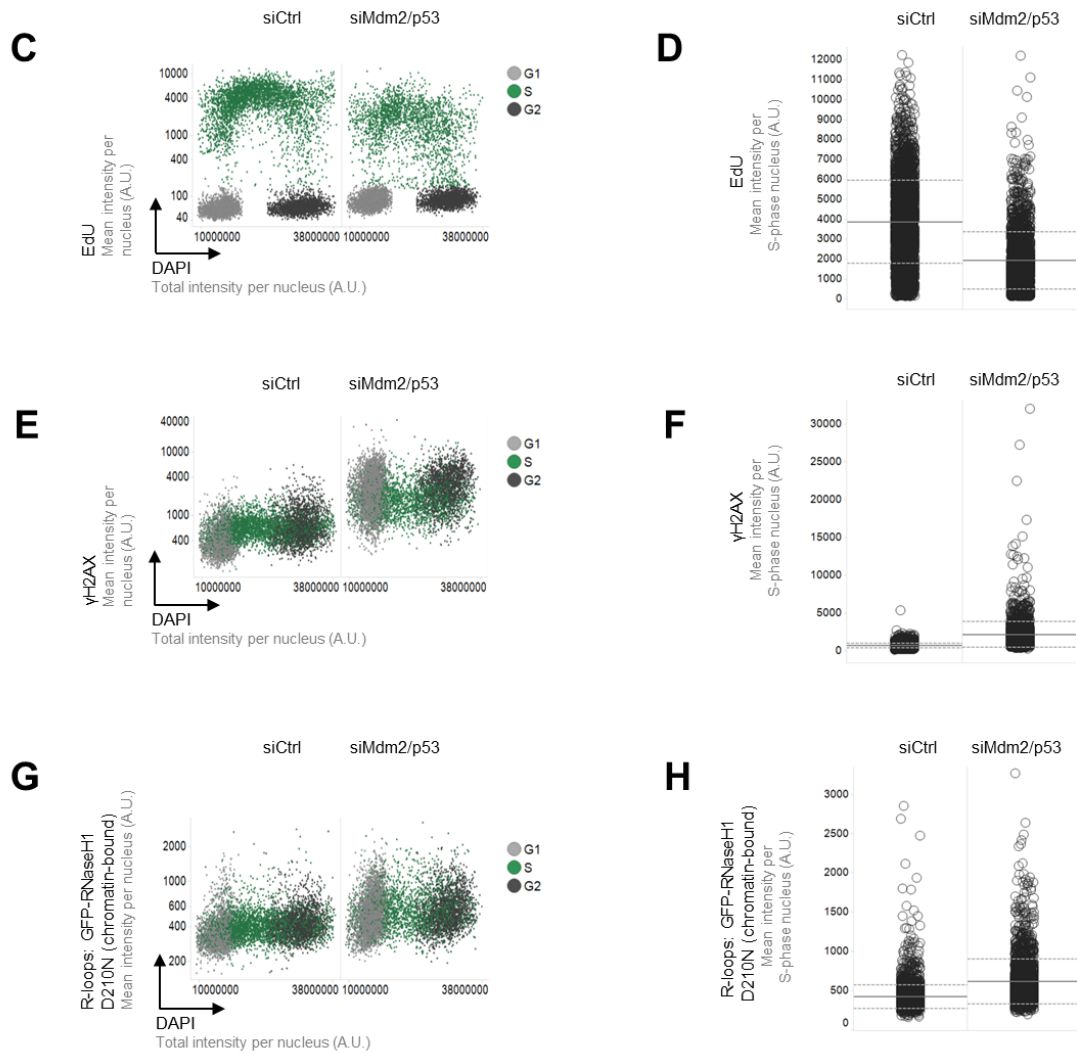 siCtrl siMdm2/p53
C
10000
4000
1000
400
100
40
EdU
Mean intensity per
nucleus (A.U.)
10000000 38000000 10000000 38000000
DAPI
Total intensity per nucleus (A.U.)
G1
S
G2
siCtrl siMdm2/p53
D
12000
11000
10000
9000
8000
7000
6000
5000
4000
3000
2000
1000
0
EdU
Mean intensity per
S-phase nucleus (A.U.)
siCtrl siMdm2/p53
E
40000
10000
4000
1000
400
γH2AX
Mean intensity per
nucleus (A.U.)
10000000 38000000 10000000 38000000
DAPI
Total intensity per nucleus (A.U.)
G1
S
G2
siCtrl siMdm2/p53
F
30000
25000
20000
15000
10000
5000
0
γH2AX
Mean intensity per
S-phase nucleus (A.U.)
siCtrl siMdm2/p53
G
2000
1000
600
400
200
R-loops: GFP-RNaseH1
D210N (chromatin-bound)
Mean intensity per nucleus (A.U.)
10000000 38000000 10000000 38000000
DAPI
Total intensity per nucleus (A.U.)
G1
S
G2
siCtrl siMdm2/p53
H
3000
2500
2000
1500
1000
500
0
R-loops: GFP-RNaseH1
D210N (chromatin-bound)
Mean intensity per
S-phase nucleus (A.U.)